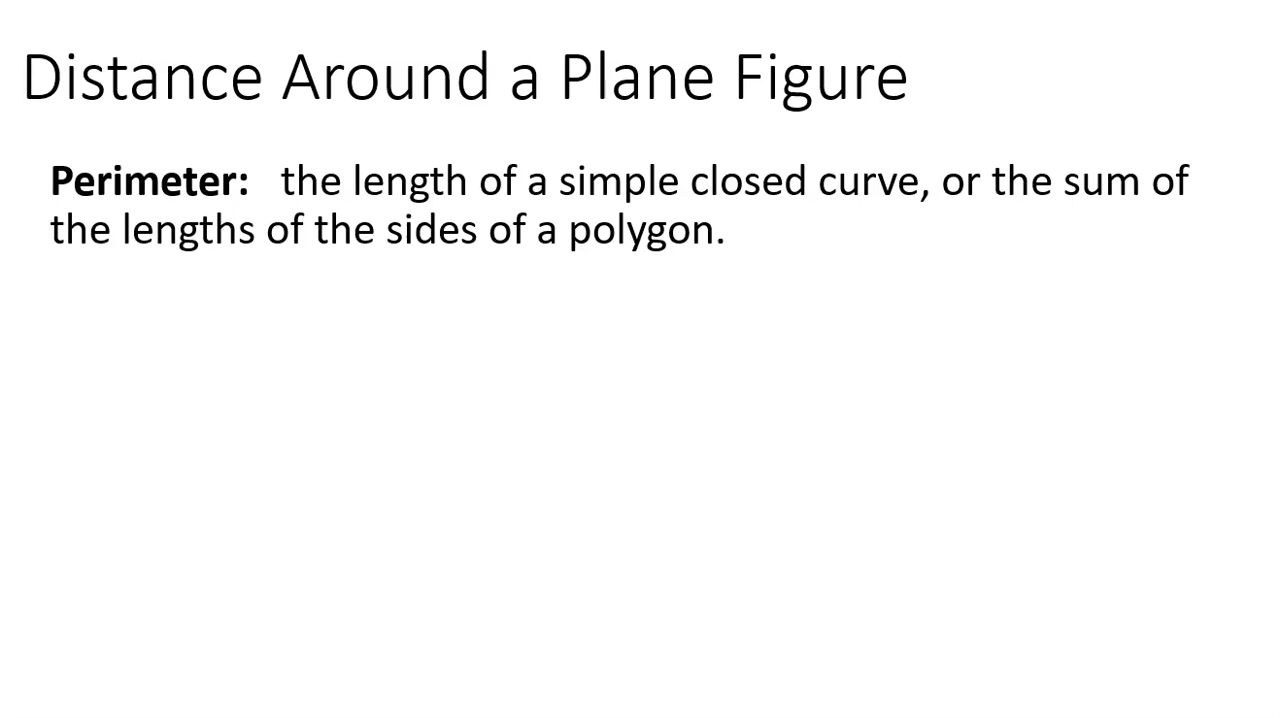 Distance Around a Plane Figure
Perimeter: the length of a simple closed curve, or the sum of
the lengths of the sides of a polygon.